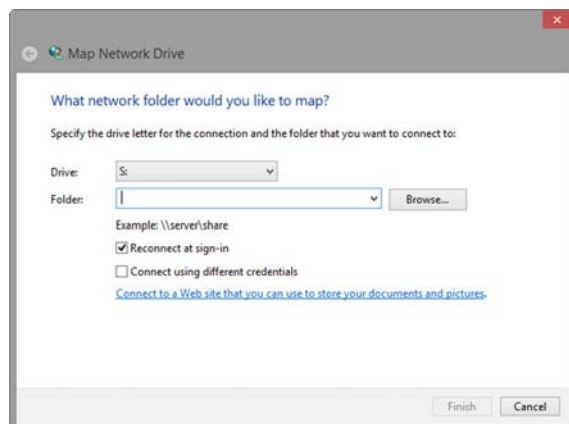 Map Network Drive
What network folder would you like to map?
Specify the drive letter for the connection and the folder that you want to connect to:
Drive: S:
Folder: Browse...
Example: \\server\share
Reconnect at sign-in
Connect using different credentials
Connect to a Web site that you can use to store your documents and pictures.
Finish Cancel